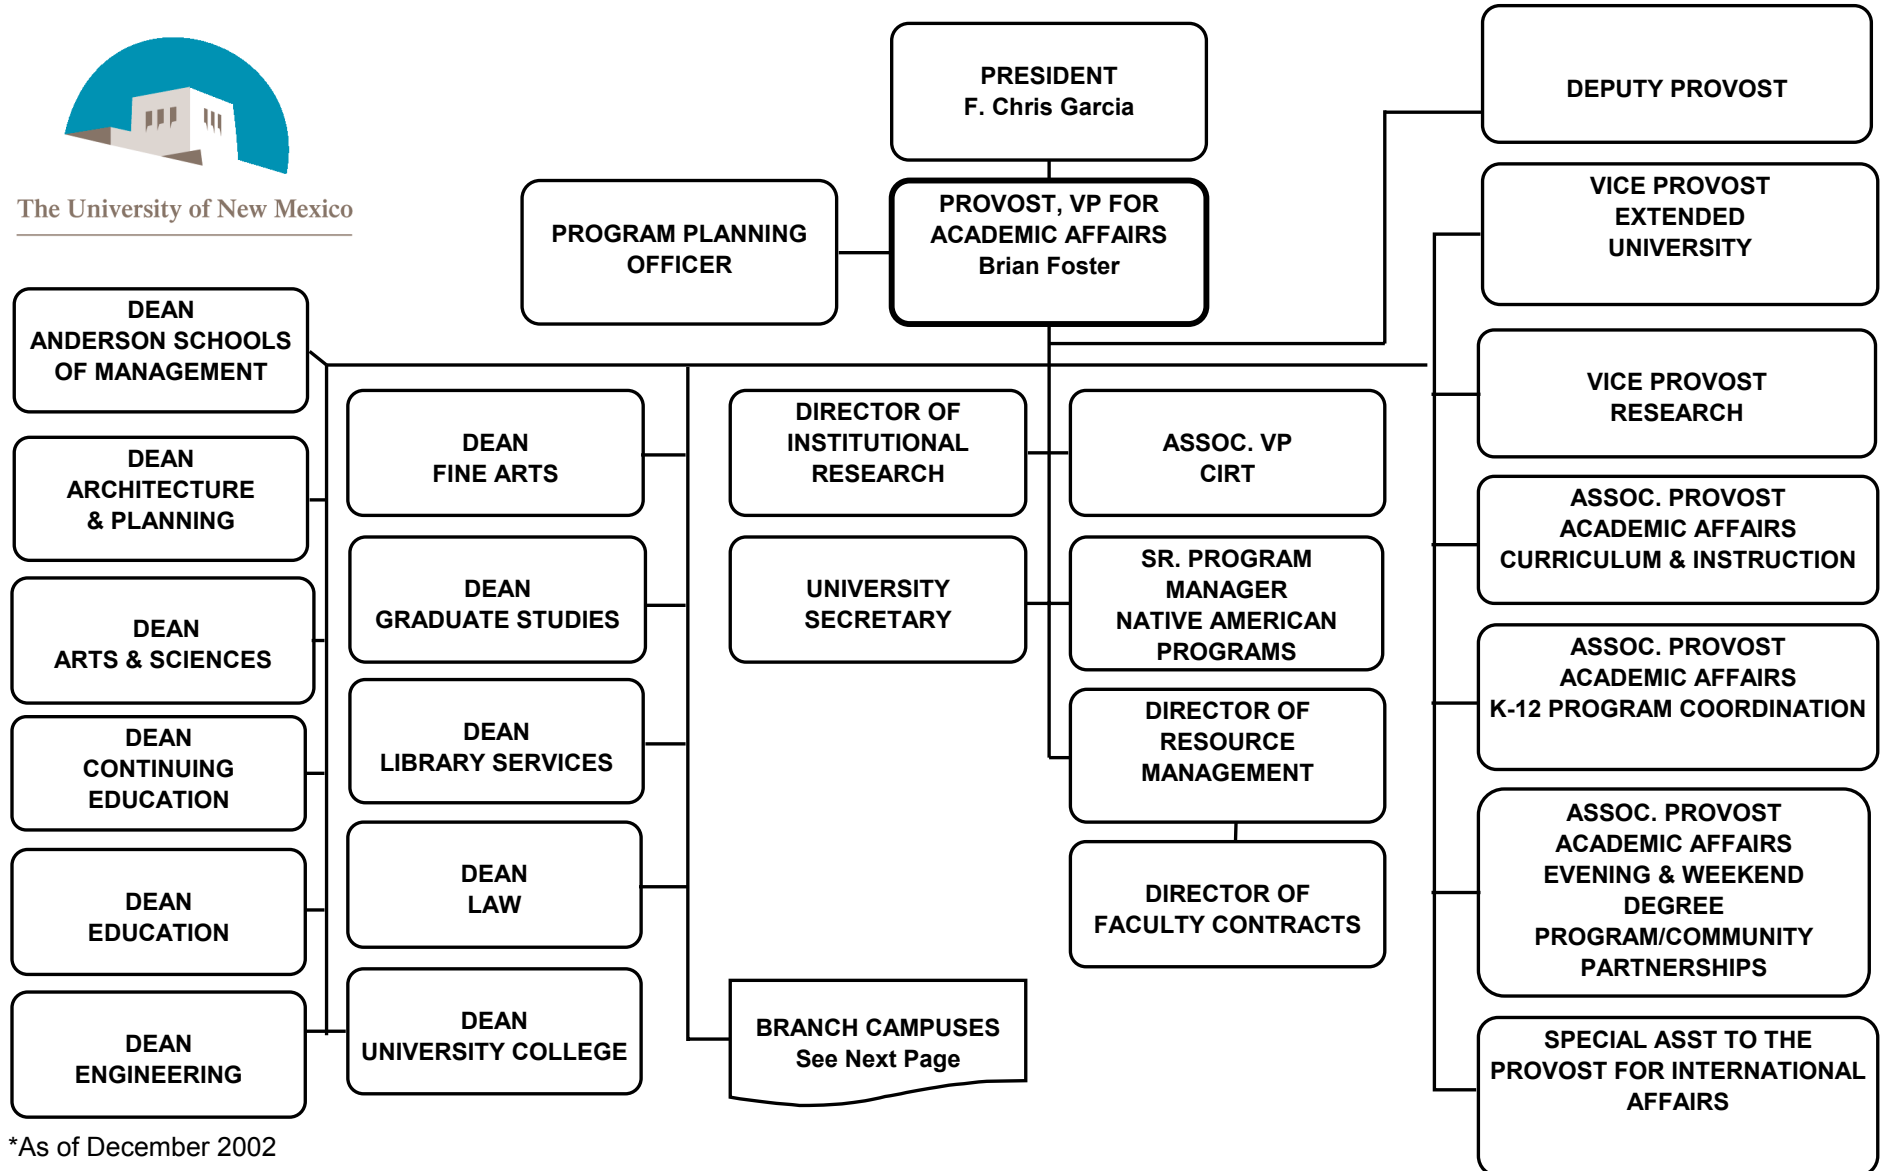 The University of New Mexico
PRESIDENT
F. Chris Garcia
DEPUTY PROVOST
PROGRAM PLANNING
OFFICER
PROVOST, VP FOR
ACADEMIC AFFAIRS
Brian Foster
VICE PROVOST
EXTENDED
UNIVERSITY
VICE PROVOST
RESEARCH
ASSOC. PROVOST
ACADEMIC AFFAIRS
CURRICULUM & INSTRUCTION
ASSOC. PROVOST
ACADEMIC AFFAIRS
K-12 PROGRAM COORDINATION
ASSOC. PROVOST
ACADEMIC AFFAIRS
EVENING & WEEKEND
DEGREE
PROGRAM/COMMUNITY
PARTNERSHIPS
SPECIAL ASST TO THE
PROVOST FOR INTERNATIONAL
AFFAIRS
DEAN
ANDERSON SCHOOLS
OF MANAGEMENT
DEAN
ARCHITECTURE
& PLANNING
DEAN
ARTS & SCIENCES
DEAN
CONTINUING
EDUCATION
DEAN
EDUCATION
DEAN
ENGINEERING
DEAN
FINE ARTS
DEAN
GRADUATE STUDIES
DEAN
LIBRARY SERVICES
DEAN
LAW
DEAN
UNIVERSITY COLLEGE
DIRECTOR OF
INSTITUTIONAL
RESEARCH
UNIVERSITY
SECRETARY
BRANCH CAMPUSES
See Next Page
ASSOC. VP
CIRT
SR. PROGRAM
MANAGER
NATIVE AMERICAN
PROGRAMS
DIRECTOR OF
RESOURCE
MANAGEMENT
DIRECTOR OF
FACULTY CONTRACTS
*As of December 2002